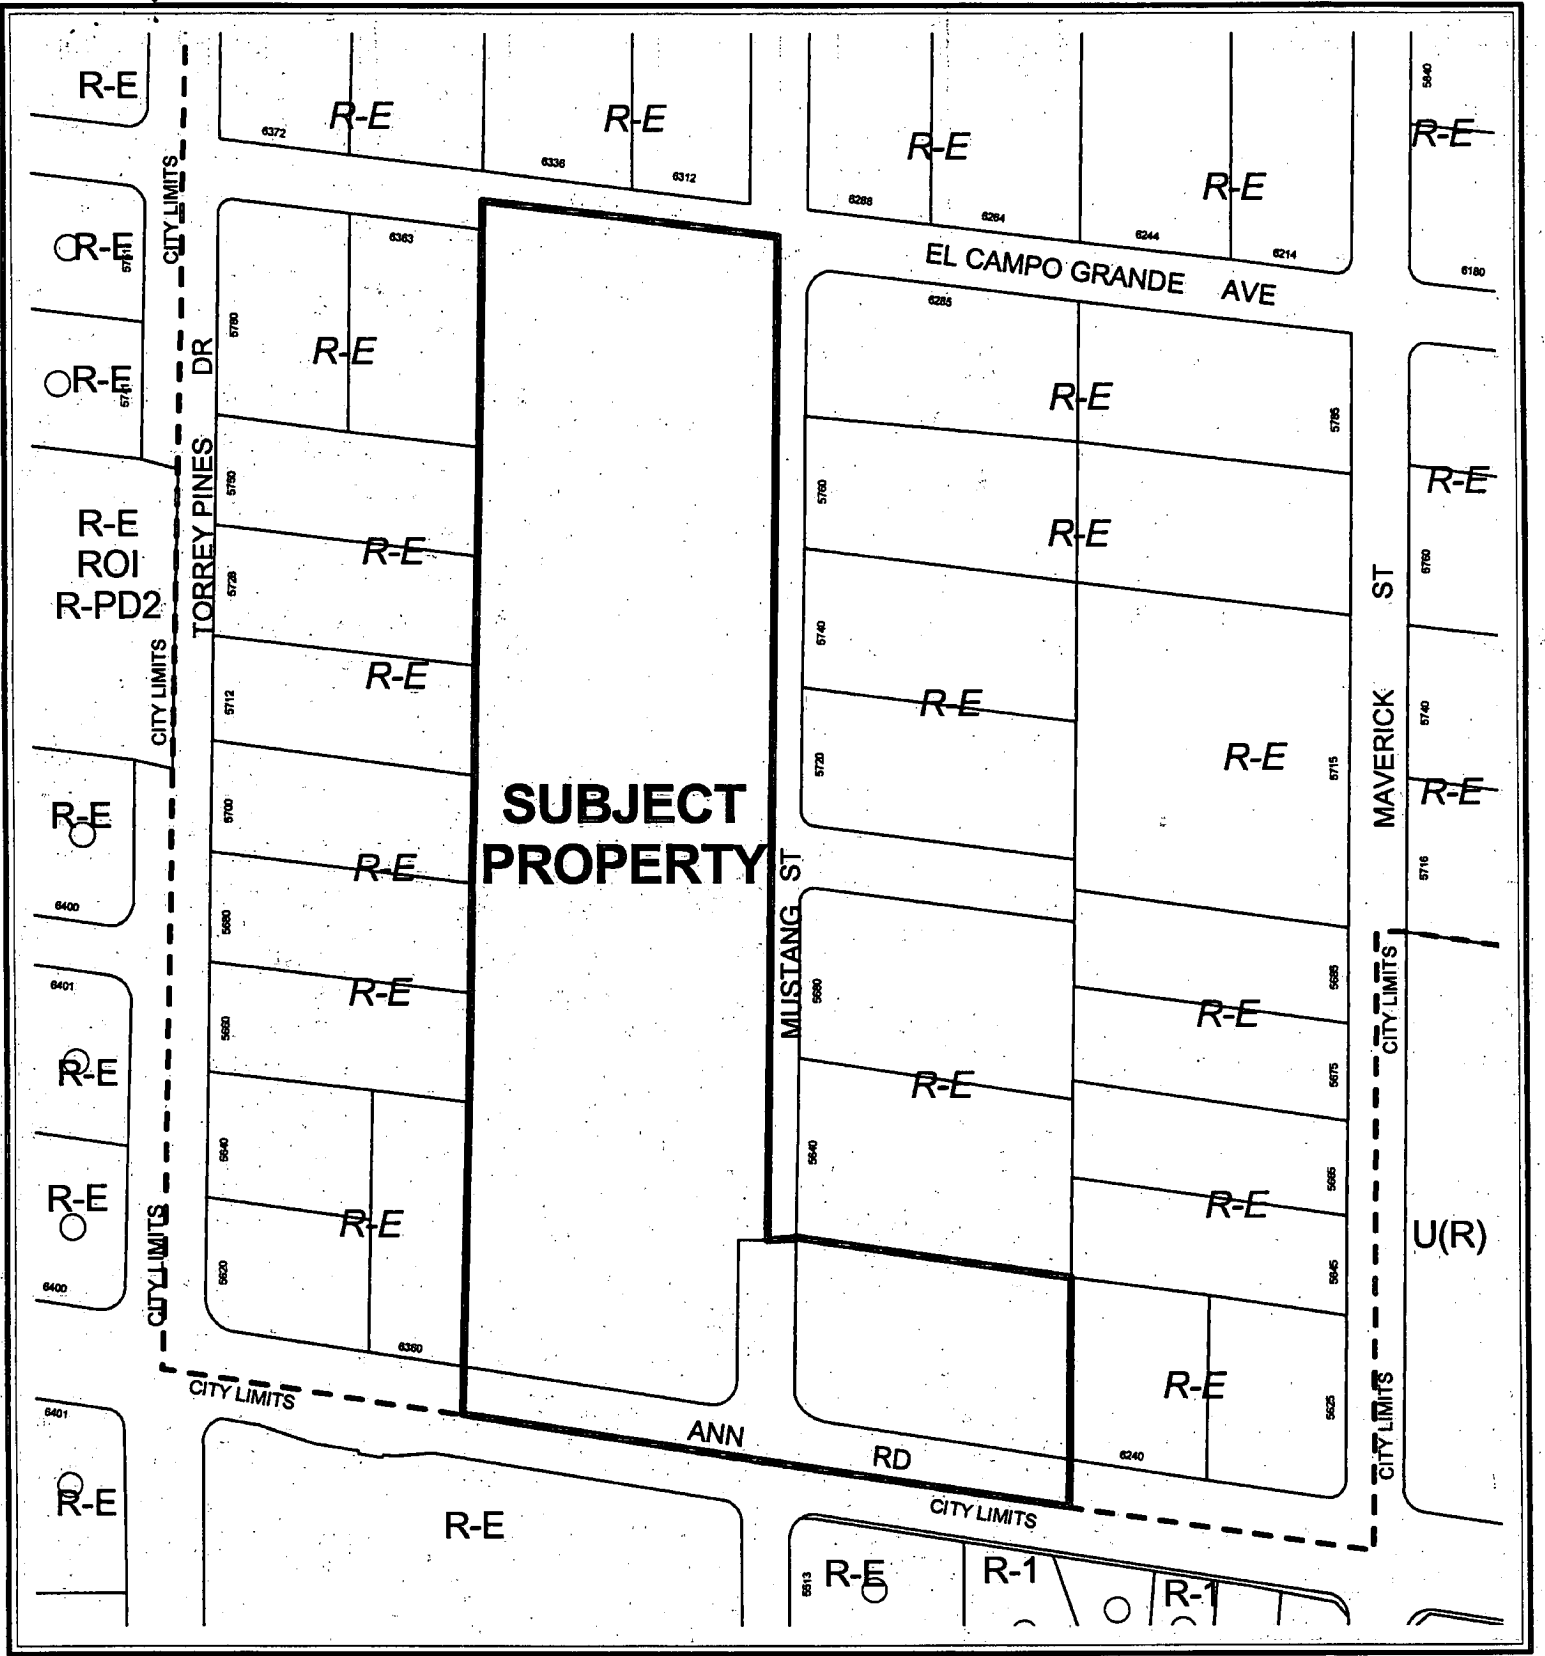 R-E
R-E
R-E
R-E
R-E
R-E
5840
6372
6336
6312
6288
6264
6244
6214
6180
CITY LIMITS
R-E
6363
EL CAMPO GRANDE AVE
5780
6285
R-E
R-E
DR
TORREY PINES
R-E
5785
R-E
5750
5760
R-E
R-E
ROI
R-PD2
R-E
5728
5760
ST
5740
CITY LIMITS
R-E
5712
R-E
5740
R-E
5715
MAVERICK
5720
R-E
R-E
5700
SUBJECT
PROPERTY
MUSTANG ST
R-E
5716
6400
5680
6401
R-E
5680
5685
CITY LIMITS
R-E
5660
R-E
R-E
5675
5640
5640
R-E
CITY LIMITS
R-E
R-E
5665
U(R)
6400
5620
5645
6360
CITY LIMITS
6401
R-E
5625
CITY LIMITS
ANN RD
6240
R-E
R-E
CITY LIMITS
5513
R-E
R-1
R-1